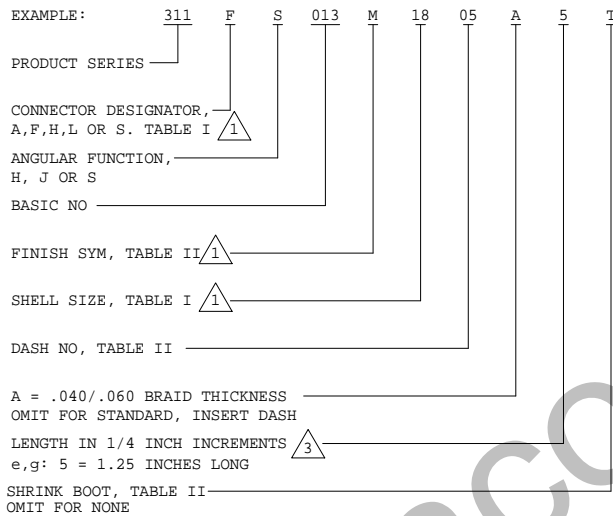 EXAMPLE: 311 F S 013 M 18 05 A 5 T
PRODUCT SERIES
CONNECTOR DESIGNATOR,
A,F,H,L OR S. TABLE I 1
ANGULAR FUNCTION,
H, J OR S
BASIC NO
FINISH SYM, TABLE II 1
SHELL SIZE, TABLE I 1
DASH NO, TABLE II
A = .040/.060 BRAID THICKNESS
OMIT FOR STANDARD, INSERT DASH
LENGTH IN 1/4 INCH INCREMENTS 3
e,g: 5 = 1.25 INCHES LONG
SHRINK BOOT, TABLE II
OMIT FOR NONE